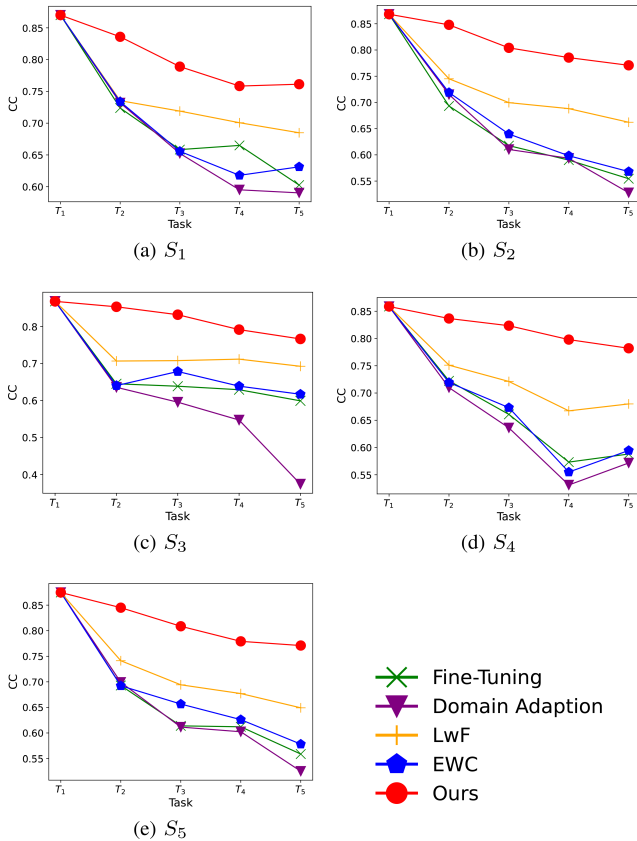 0.85
0.80
0.75
0.70
0.65
0.60
CC
T1 T2 T3 T4 T5
Task
(a) S1
0.85
0.80
0.75
0.70
0.65
0.60
0.55
CC
T1 T2 T3 T4 T5
Task
(b) S2
0.8
0.7
0.6
0.5
0.4
CC
T1 T2 T3 T4 T5
Task
(c) S3
0.85
0.80
0.75
0.70
0.65
0.60
0.55
CC
T1 T2 T3 T4 T5
Task
(d) S4
0.85
0.80
0.75
0.70
0.65
0.60
0.55
CC
T1 T2 T3 T4 T5
Task
(e) S5
Fine-Tuning
Domain Adaption
LwF
EWC
Ours